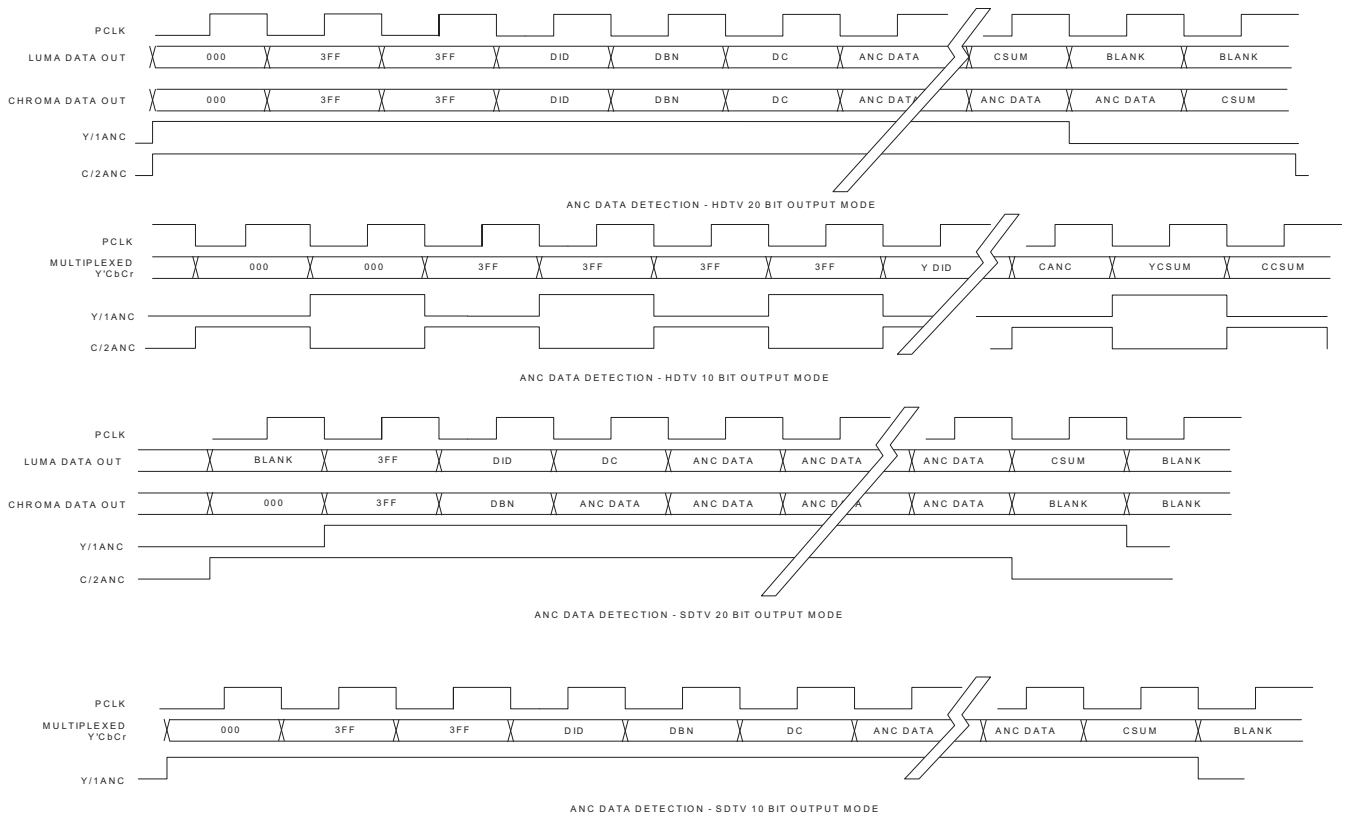 PCLK
LUMA DATA OUT 000 3FF 3FF DID DBN DC ANC DATA CSUM BLANK BLANK
CHROMA DATA OUT 000 3FF 3FF DID DBN DC ANC DATA ANC DATA ANC DATA CSUM
Y/1ANC
C/2ANC
ANC DATA DETECTION - HDTV 20 BIT OUTPUT MODE
PCLK
MULTIPLEXED
Y'CbCr 000 000 3FF 3FF 3FF 3FF Y DID CANC YCSUM CCSUM
Y/1ANC
C/2ANC
ANC DATA DETECTION - HDTV 10 BIT OUTPUT MODE
PCLK
LUMA DATA OUT BLANK 3FF DID DC ANC DATA ANC DATA ANC DATA CSUM BLANK
CHROMA DATA OUT 000 3FF DBN ANC DATA ANC DATA ANC DATA ANC DATA BLANK BLANK
Y/1ANC
C/2ANC
ANC DATA DETECTION - SDTV 20 BIT OUTPUT MODE
PCLK
MULTIPLEXED
Y'CbCr 000 3FF 3FF DID DBN DC ANC DATA ANC DATA CSUM BLANK
Y/1ANC
ANC DATA DETECTION - SDTV 10 BIT OUTPUT MODE